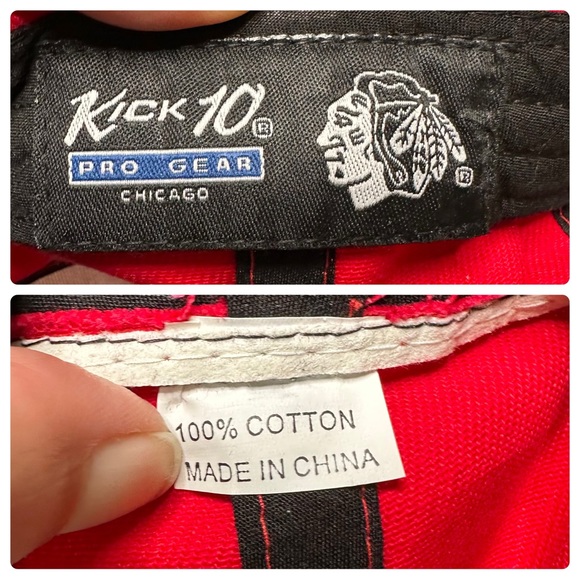 KICK 10®
PRO GEAR
CHICAGO
®
100% COTTON
MADE IN CHINA